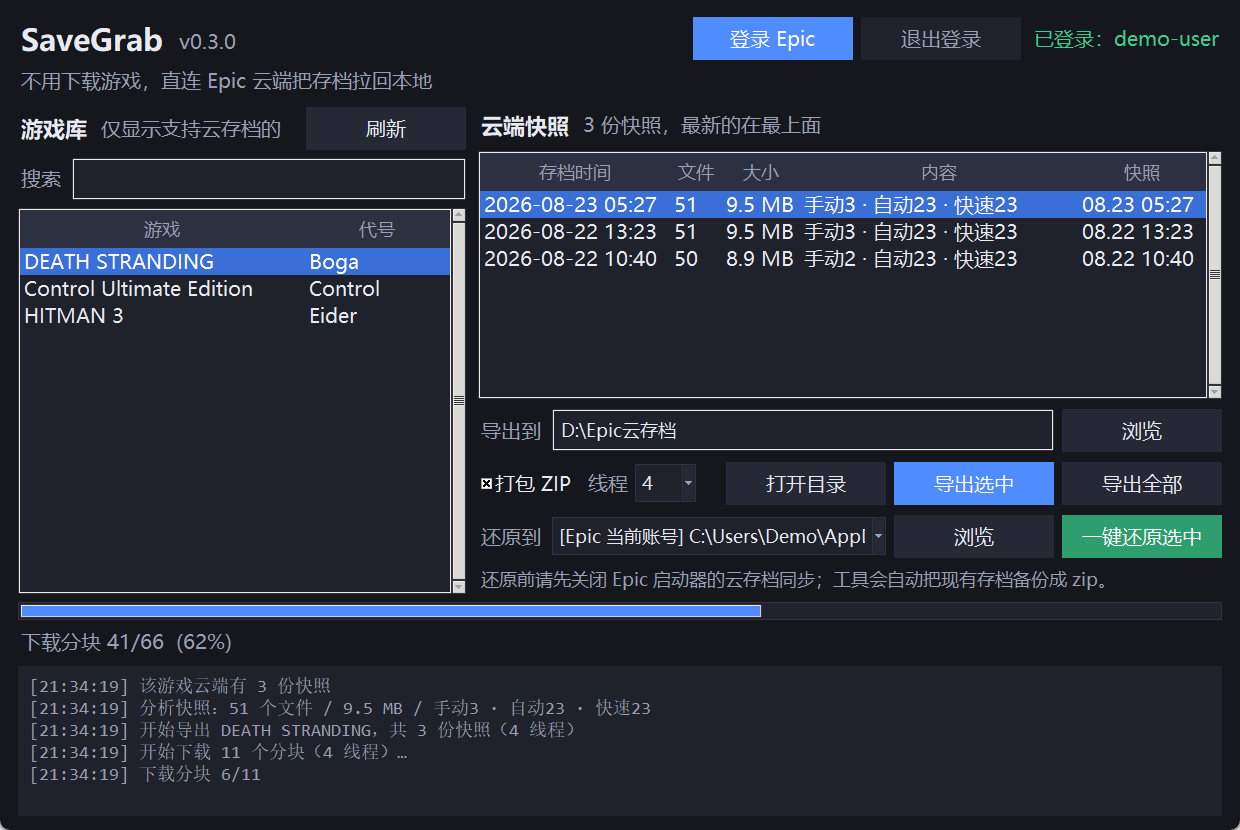 SaveGrab v0.3.0
登录 Epic
退出登录
已登录：demo-user
不用下载游戏，直连 Epic 云端把存档拉回本地
游戏库 仅显示支持云存档的
刷新
搜索
游戏 代号
DEATH STRANDING Boga
Control Ultimate Edition Control
HITMAN 3 Eider
云端快照 3 份快照，最新的在最上面
存档时间 文件 大小 内容 快照
2026-08-23 05:27 51 9.5 MB 手动3 · 自动23 · 快速23 08.23 05:27
2026-08-22 13:23 51 9.5 MB 手动3 · 自动23 · 快速23 08.22 13:23
2026-08-22 10:40 50 8.9 MB 手动2 · 自动23 · 快速23 08.22 10:40
导出到 D:\Epic云存档 浏览
打包 ZIP 线程 4 打开目录 导出选中 导出全部
还原到 [Epic 当前账号] C:\Users\Demo\Appl 浏览 一键还原选中
还原前请先关闭 Epic 启动器的云存档同步；工具会自动把现有存档备份成 zip。
下载分块 41/66 (62%)
[21:34:19] 该游戏云端有 3 份快照
[21:34:19] 分析快照：51 个文件 / 9.5 MB / 手动3 · 自动23 · 快速23
[21:34:19] 开始导出 DEATH STRANDING，共 3 份快照（4 线程）
[21:34:19] 开始下载 11 个分块（4 线程）…
[21:34:19] 下载分块 6/11